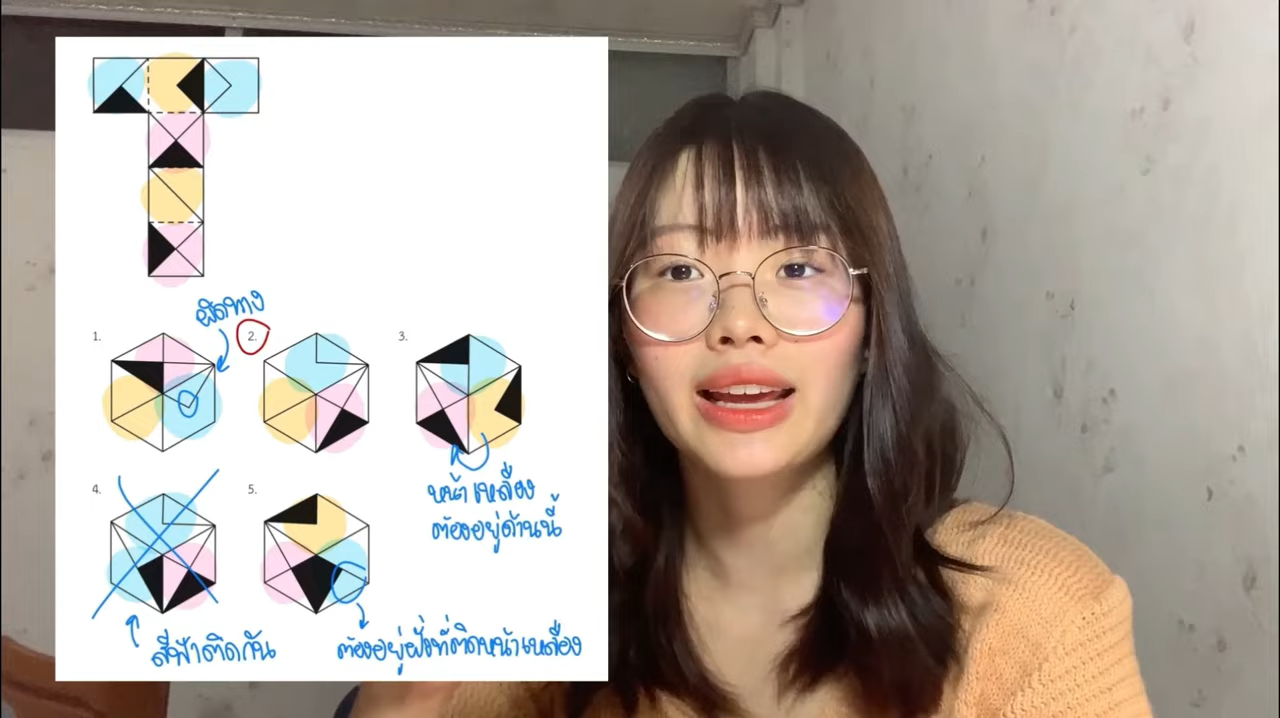 ผิดทาง
1.
2.
3.
หน้าเหลือง
ต้องอยู่ด้านนี้
4.
5.
สีฟ้าติดกัน
ต้องอยู่ฝั่งที่ติดหน้าเหลือง